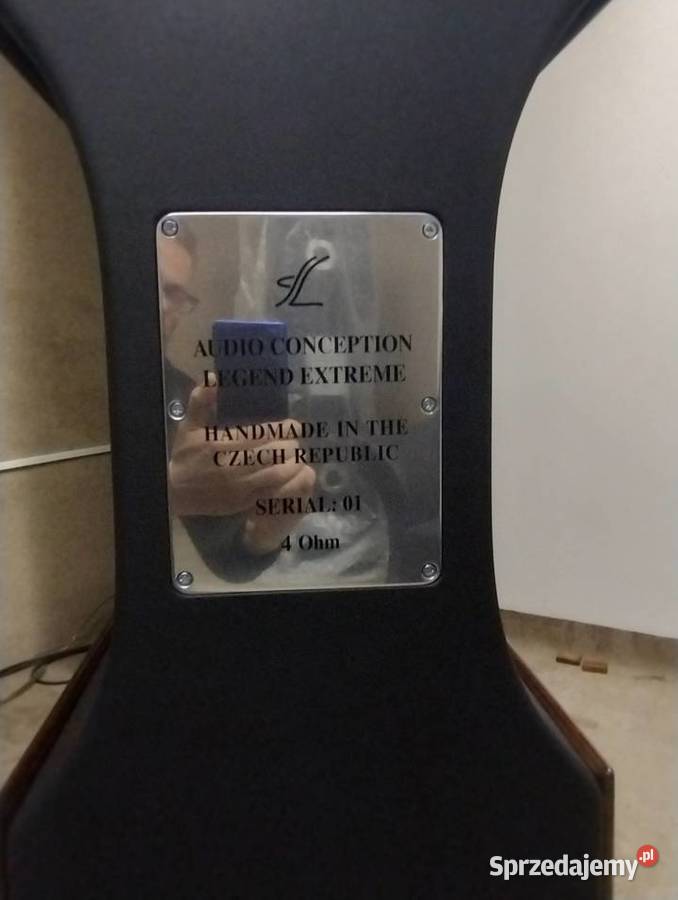 AUDIO CONCEPTION
LEGEND EXTREME
HANDMADE IN THE
CZECH REPUBLIC
SERIAL: 01
4 Ohm
Sprzedajemy.pl